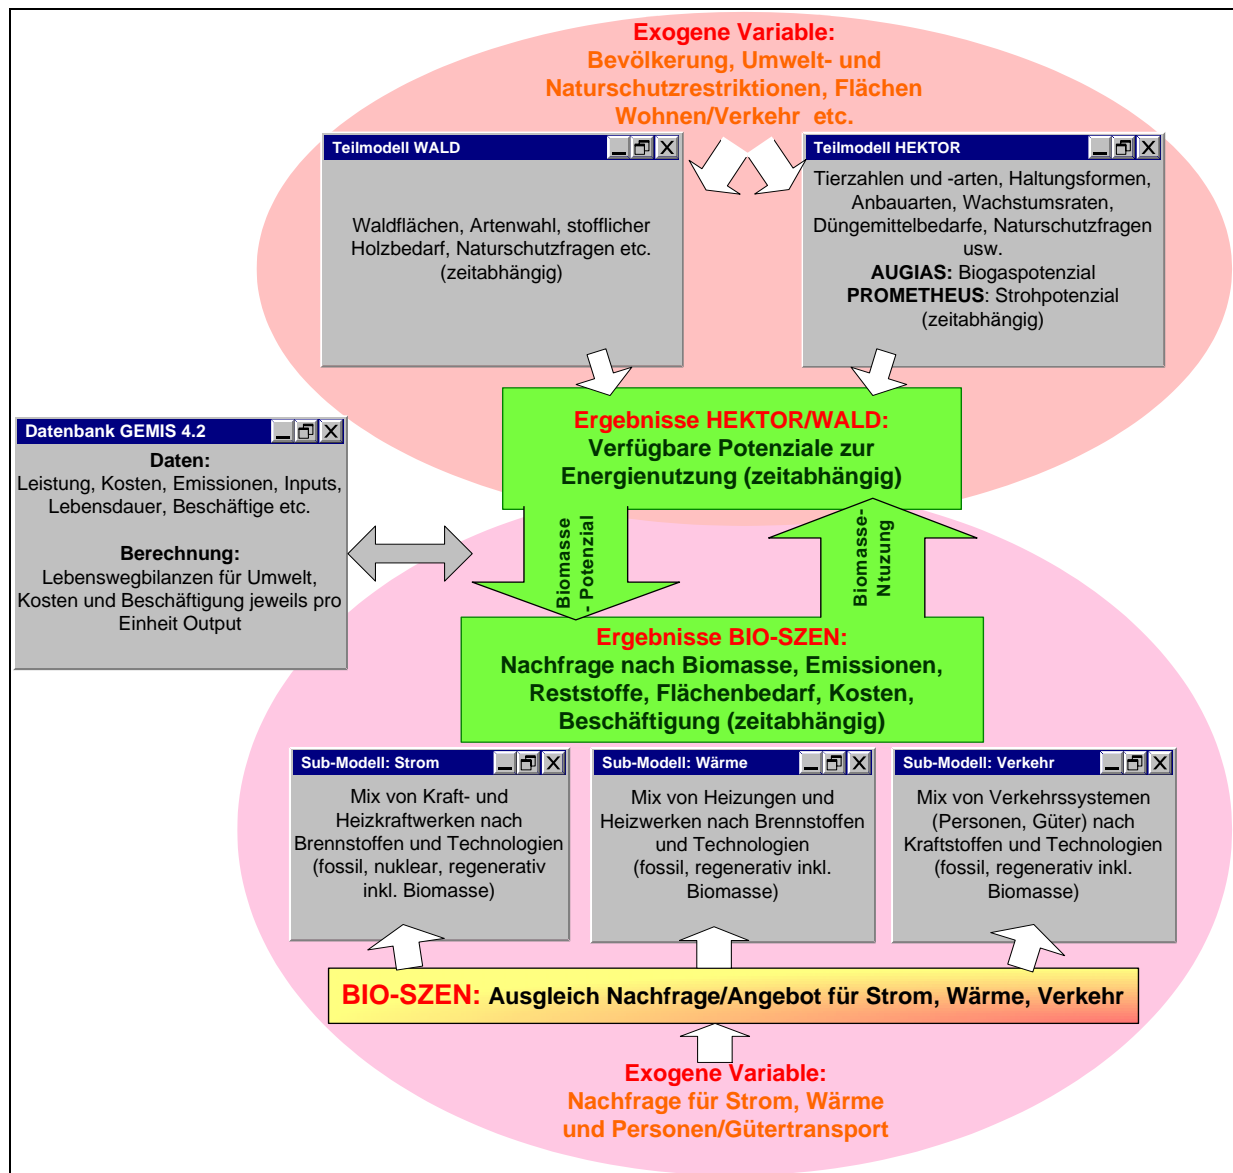 Exogene Variable:
Bevölkerung, Umwelt- und
Naturschutzrestriktionen, Flächen
Wohnen/Verkehr etc.
Teilmodell WALD
Waldflächen, Artenwahl, stofflicher
Holzbedarf, Naturschutzfragen etc.
(zeitabhängig)
Teilmodell HEKTOR
Tierzahlen und -arten, Haltungsformen,
Anbauarten, Wachstumsraten,
Düngemittelbedarfe, Naturschutzfragen
usw.
AUGIAS: Biogaspotenzial
PROMETHEUS: Strohpotenzial
(zeitabhängig)
Ergebnisse HEKTOR/WALD:
Verfügbare Potenziale zur
Energienutzung (zeitabhängig)
Datenbank GEMIS 4.2
Daten:
Leistung, Kosten, Emissionen, Inputs,
Lebensdauer, Beschäftige etc.
Berechnung:
Lebenswegbilanzen für Umwelt,
Kosten und Beschäftigung jeweils pro
Einheit Output
Biomasse
- Potenzial
Biomasse-
Ntuzung
Ergebnisse BIO-SZEN:
Nachfrage nach Biomasse, Emissionen,
Reststoffe, Flächenbedarf, Kosten,
Beschäftigung (zeitabhängig)
Sub-Modell: Strom
Mix von Kraft- und
Heizkraftwerken nach
Brennstoffen und Technologien
(fossil, nuklear, regenerativ
inkl. Biomasse)
Sub-Modell: Wärme
Mix von Heizungen und
Heizwerken nach Brennstoffen
und Technologien
(fossil, regenerativ inkl.
Biomasse)
Sub-Modell: Verkehr
Mix von Verkehrssystemen
(Personen, Güter) nach
Kraftstoffen und Technologien
(fossil, regenerativ inkl.
Biomasse)
BIO-SZEN: Ausgleich Nachfrage/Angebot für Strom, Wärme, Verkehr
Exogene Variable:
Nachfrage für Strom, Wärme
und Personen/Gütertransport